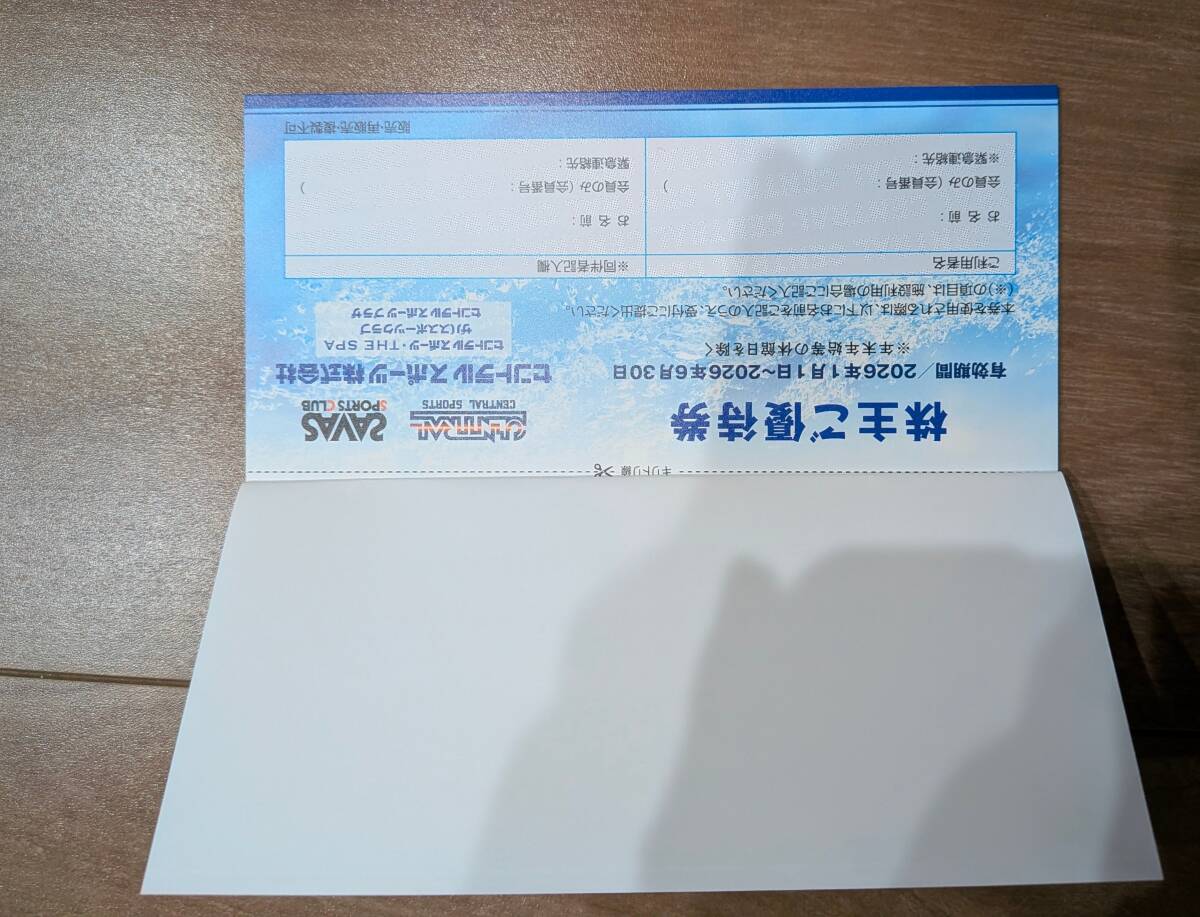 キリトリ線
株主ご優待券
有効期間／2026年1月1日~2026年6月30日
※年末年始等の休館日を除く
CENTRAL
CENTRAL SPORTS
SAVAS
SPORTS CLUB
セントラルスポーツ株式会社
セントラルスポーツ・THE SPA
ザバススポーツクラブ
セントラルスポーツプラザ
本券を使用される際は、以下にお名前をご記入のうえ、受付にご提出ください。
(※)の項目は、施設利用の場合にご記入ください。
ご利用者名
お 名 前：
会員のみ (会員番号： )
※緊急連絡先：
※同伴者記入欄
お 名 前：
会員のみ (会員番号： )
緊急連絡先：
販売・再販売・複製不可